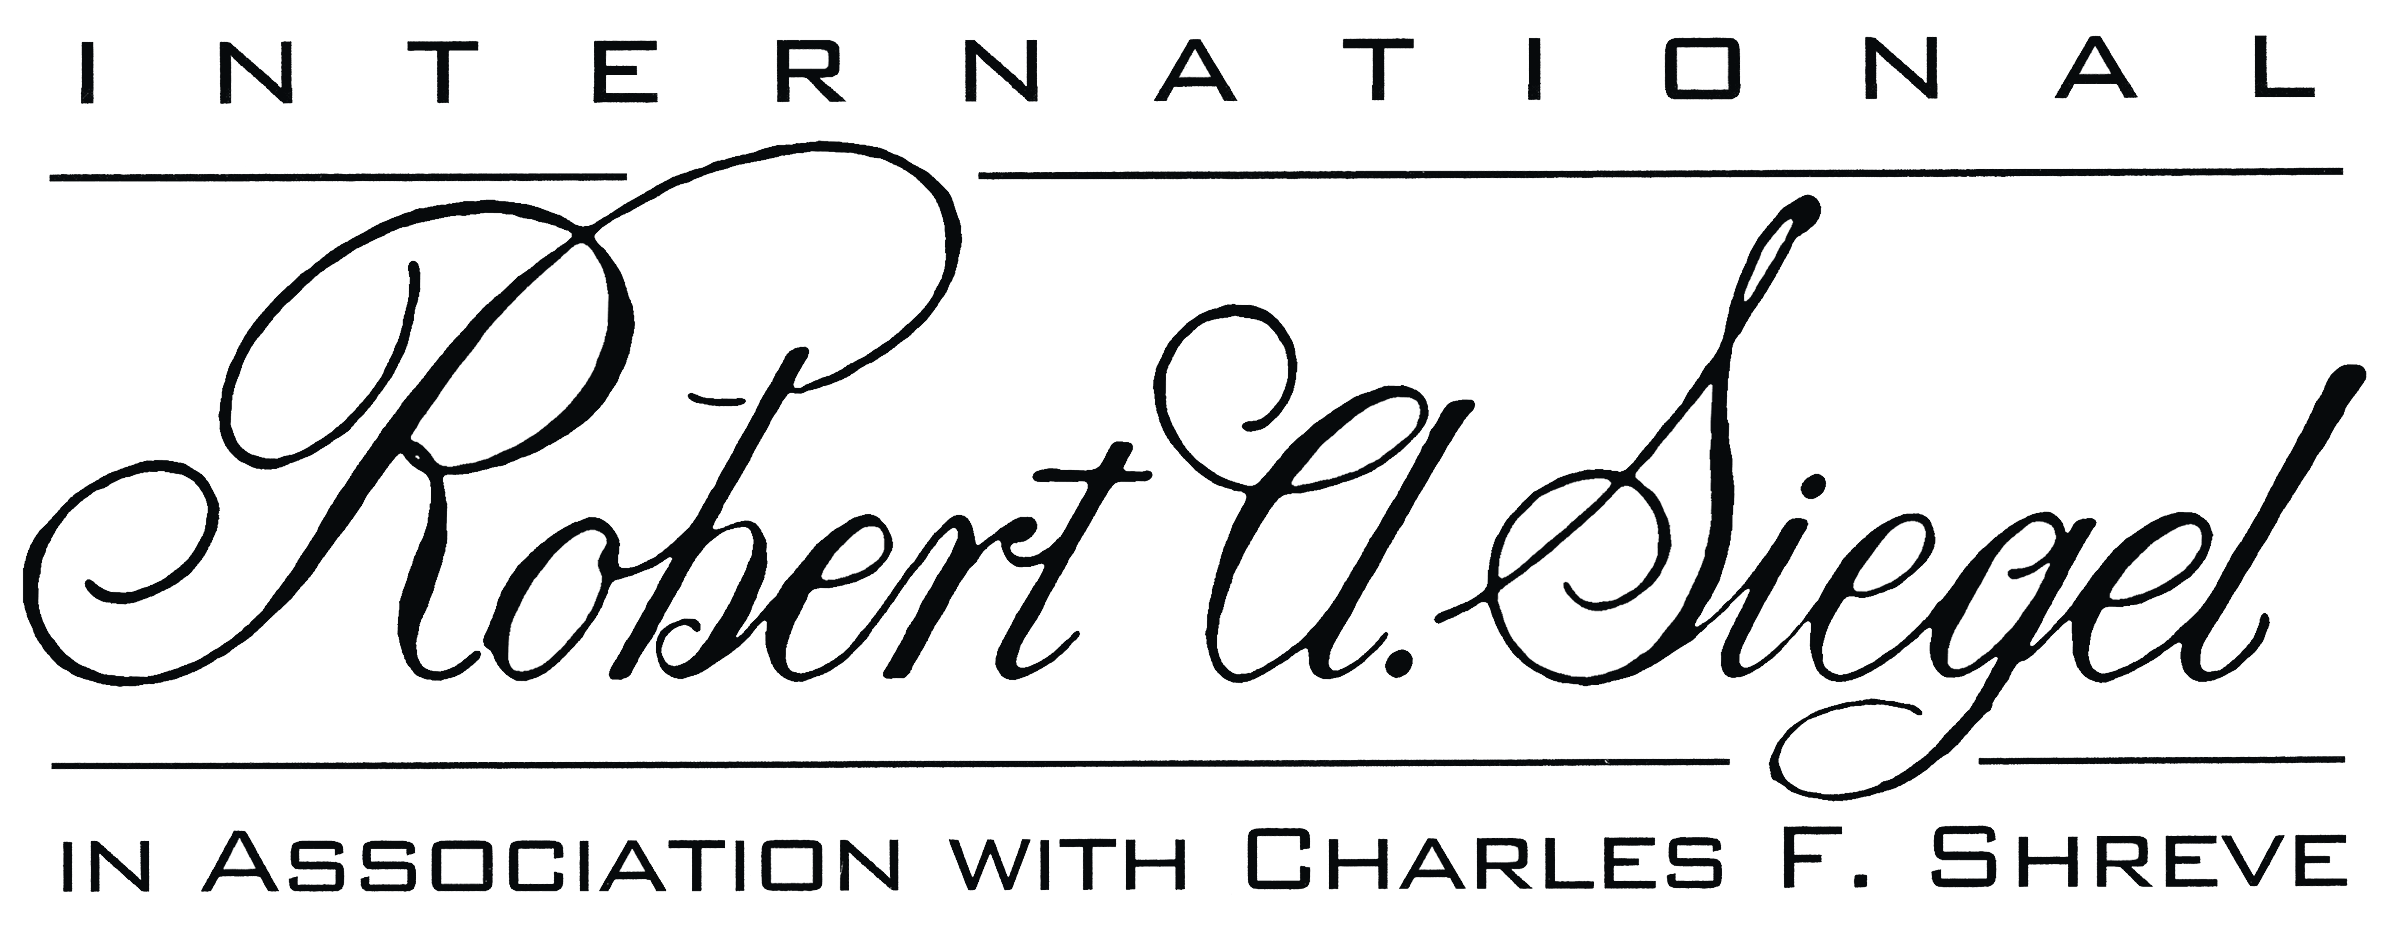 INTERNATIONAL
Robert A. Siegel
IN ASSOCIATION WITH CHARLES F. SHREVE